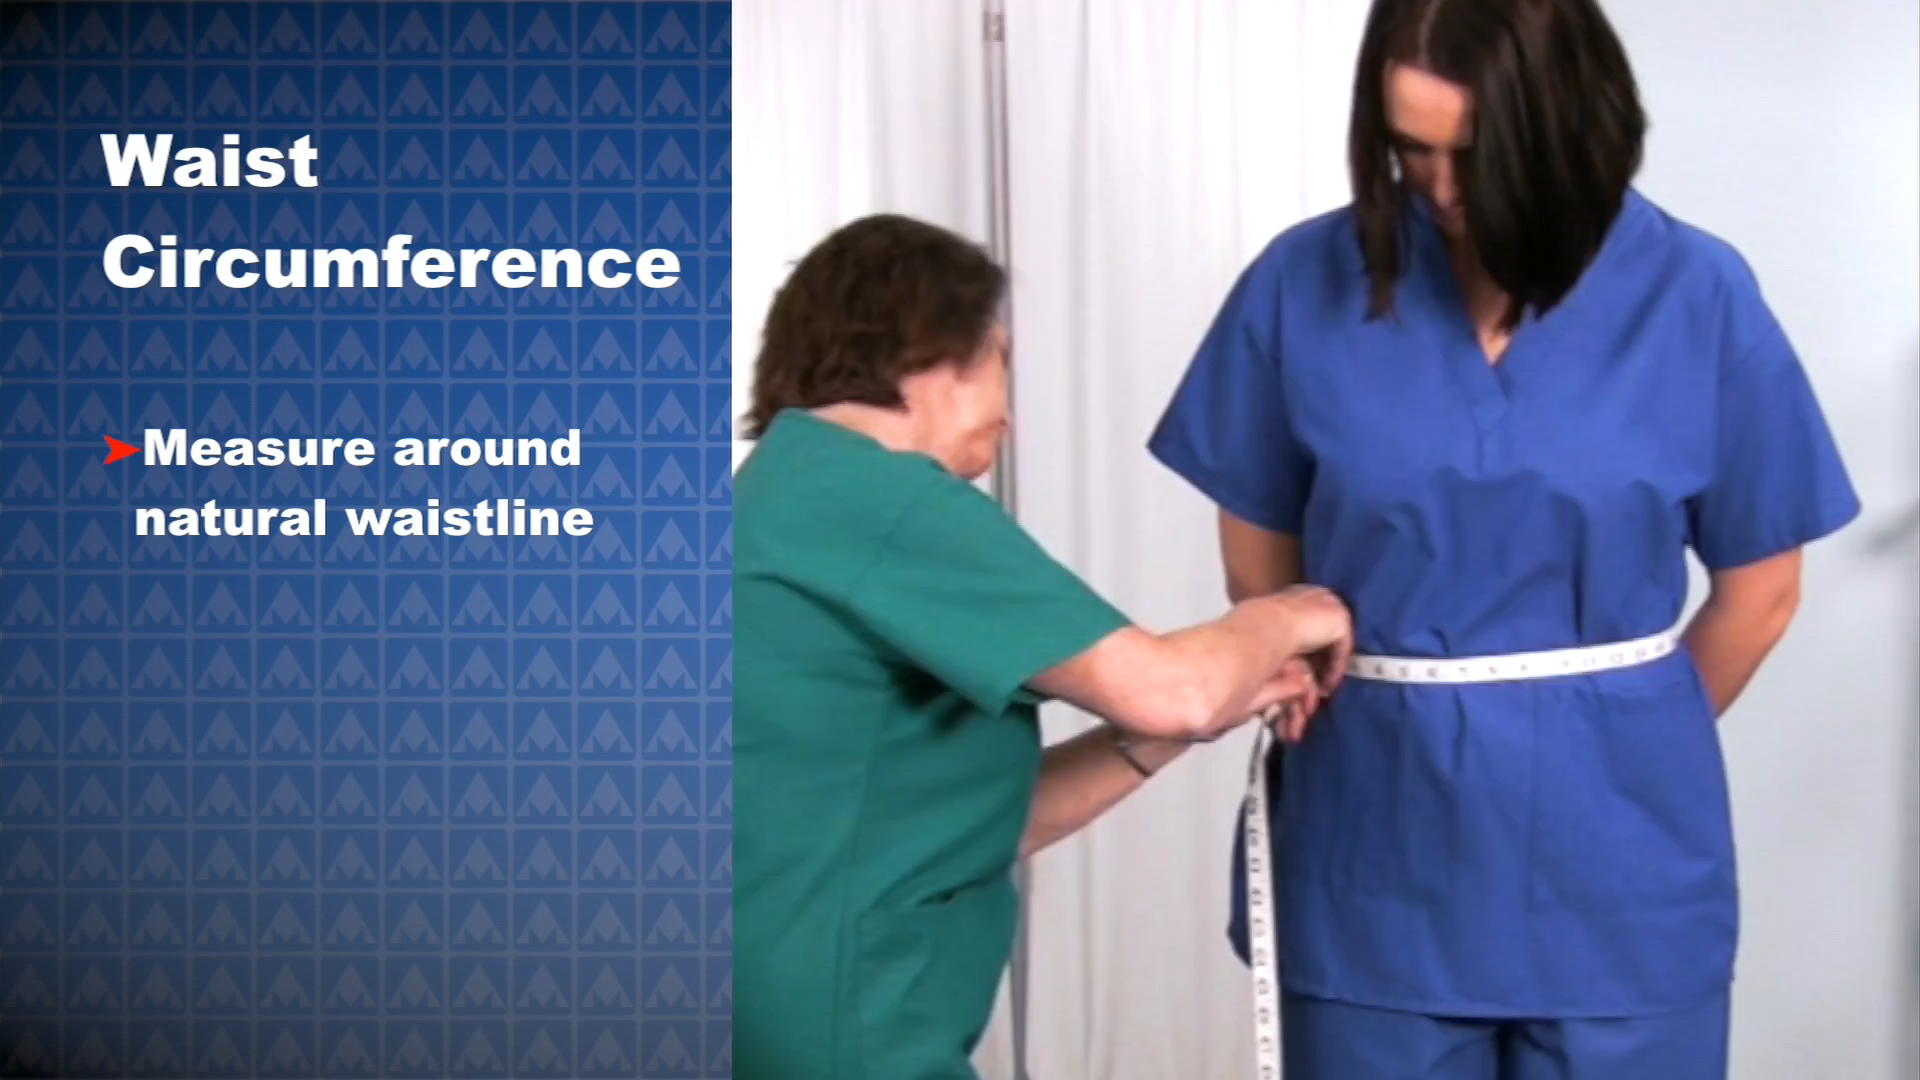 Waist
Circumference
➤Measure around
natural waistline